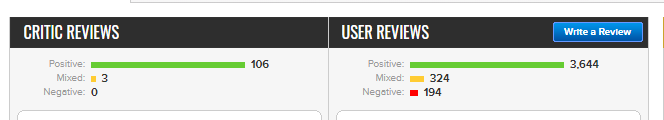 CRITIC REVIEWS
Positive: 106
Mixed: 3
Negative: 0
USER REVIEWS
Write a Review
Positive: 3,644
Mixed: 324
Negative: 194